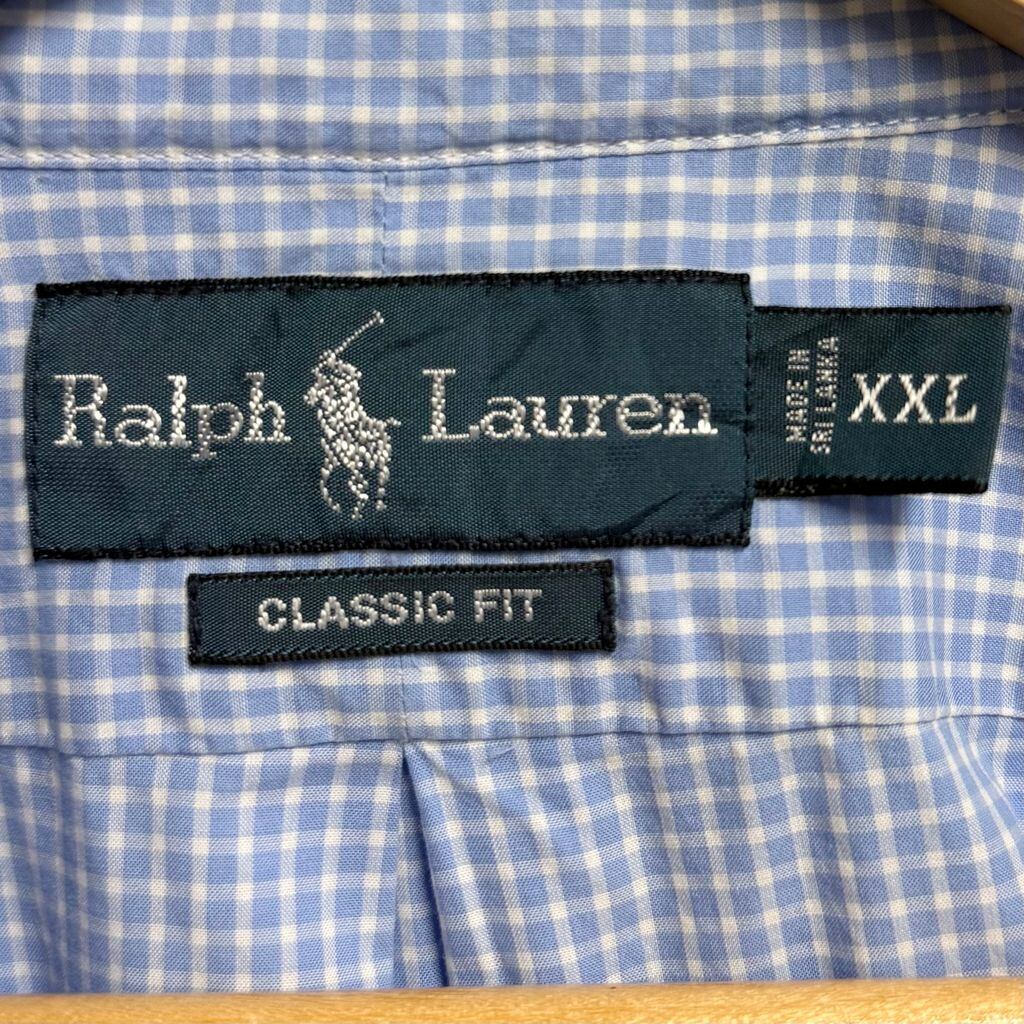 Ralph Lauren
MADE IN
SRI LANKA
XXL
CLASSIC FIT